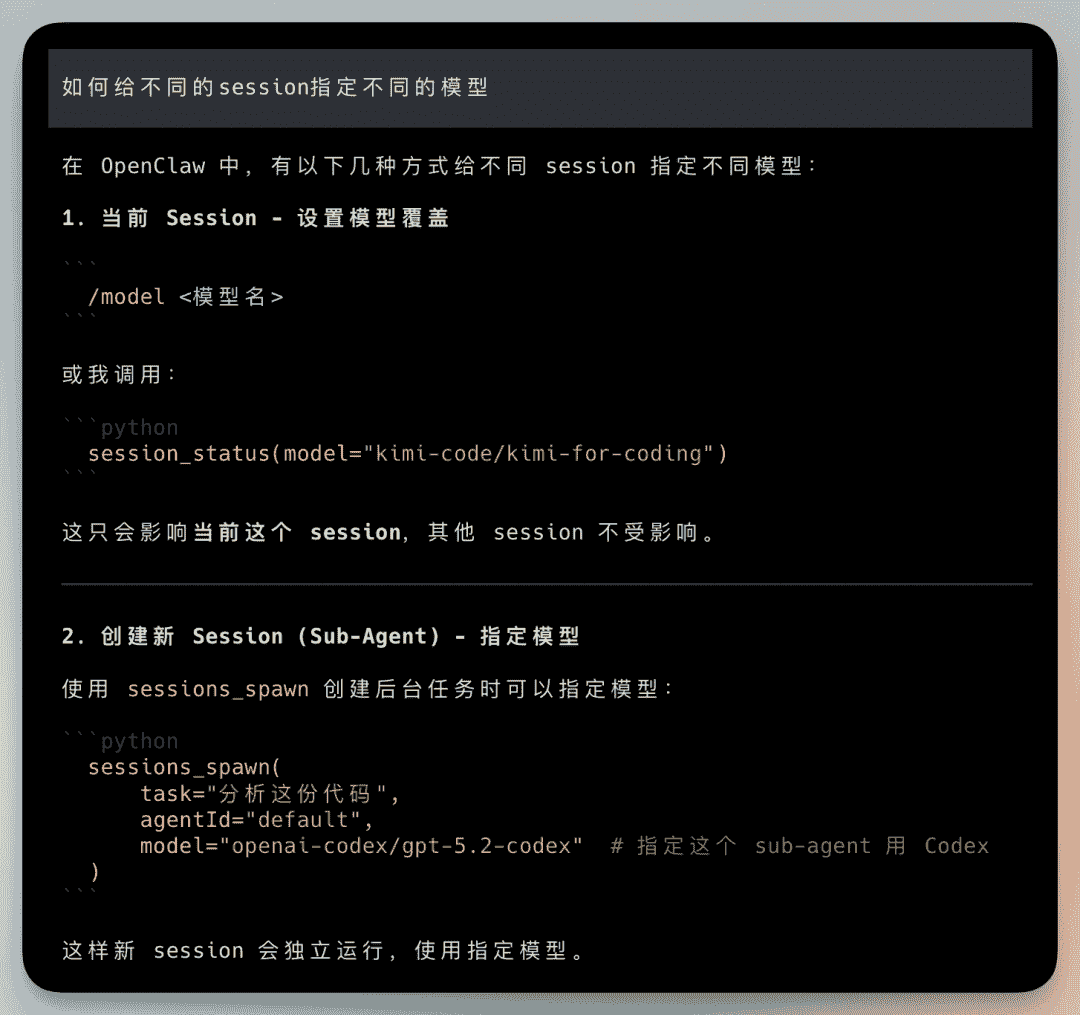 如何给不同的session指定不同的模型
在 OpenClaw 中，有以下几种方式给不同 session 指定不同模型：
1. 当前 Session - 设置模型覆盖
```
/model <模型名>
```
或我调用：
```python
session_status(model="kimi-code/kimi-for-coding")
```
这只会影响当前这个 session，其他 session 不受影响。
2. 创建新 Session (Sub-Agent) - 指定模型
使用 sessions_spawn 创建后台任务时可以指定模型：
```python
sessions_spawn(
task="分析这份代码",
agentId="default",
model="openai-codex/gpt-5.2-codex"  # 指定这个 sub-agent 用 Codex
)
```
这样新 session 会独立运行，使用指定模型。